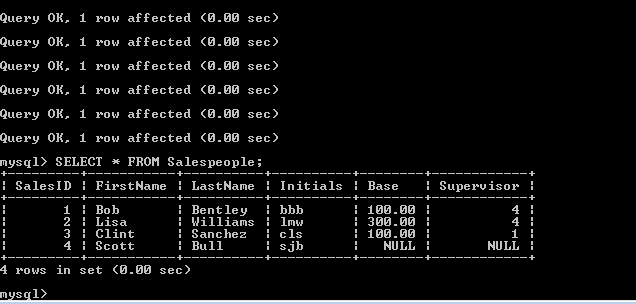 Query OK, 1 row affected (0.00 sec)
Query OK, 1 row affected (0.00 sec)
Query OK, 1 row affected (0.00 sec)
Query OK, 1 row affected (0.00 sec)
Query OK, 1 row affected (0.00 sec)
Query OK, 1 row affected (0.00 sec)
mysql> SELECT * FROM Salespeople;
+---------+-----------+----------+----------+--------+------------+
| SalesID | FirstName | LastName | Initials | Base   | Supervisor |
+---------+-----------+----------+----------+--------+------------+
|       1 | Bob       | Bentley  | bbb      | 100.00 |          4 |
|       2 | Lisa      | Williams | lmw      | 300.00 |          4 |
|       3 | Clint     | Sanchez  | cls      | 100.00 |          1 |
|       4 | Scott     | Bull     | sjb      |   NULL |       NULL |
+---------+-----------+----------+----------+--------+------------+
4 rows in set (0.00 sec)
mysql>